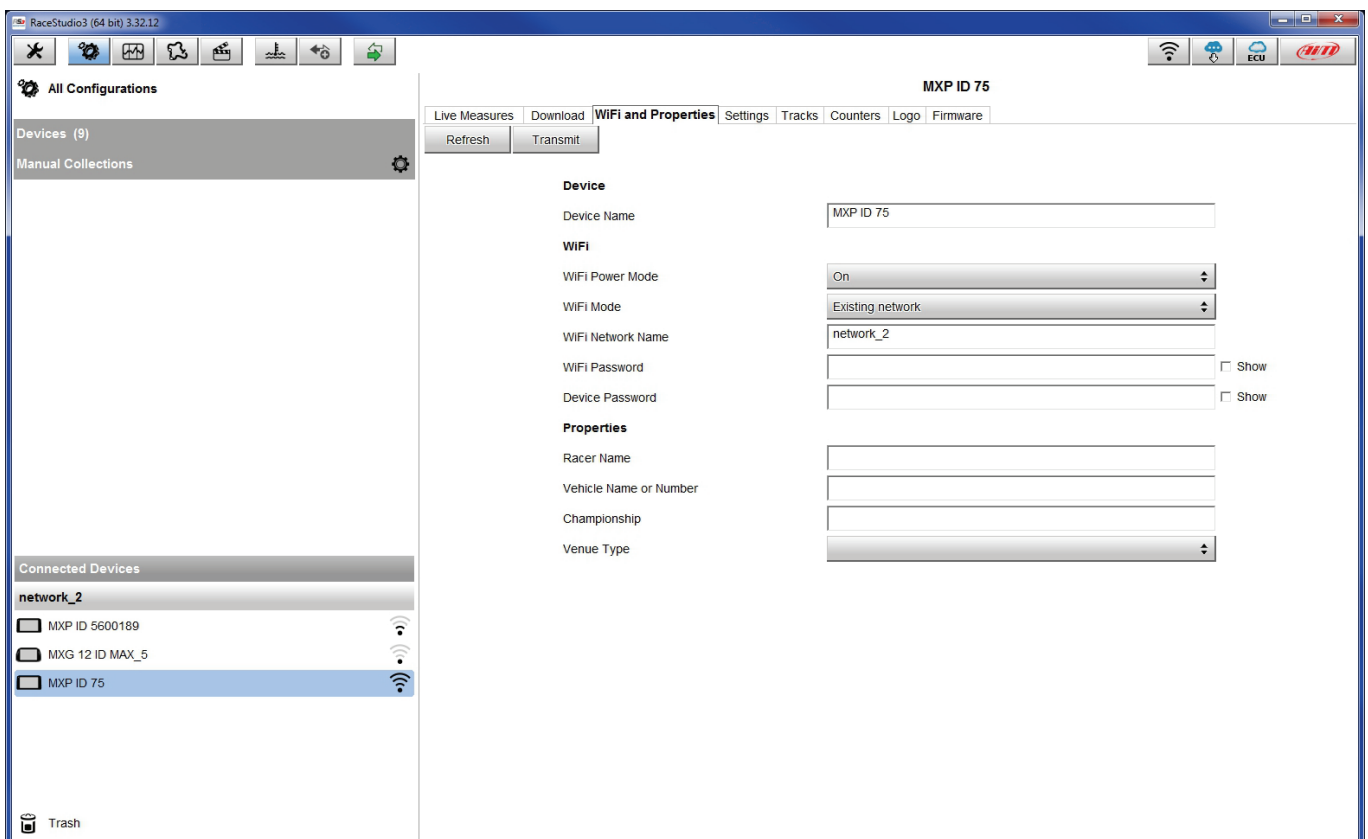 RaceStudio3 (64 bit) 3.32.12
ECU
AiM
All Configurations
Devices (9)
Manual Collections
MXP ID 75
Live Measures Download WiFi and Properties Settings Tracks Counters Logo Firmware
Refresh Transmit
Device
Device Name MXP ID 75
WiFi
WiFi Power Mode On
WiFi Mode Existing network
WiFi Network Name network_2
WiFi Password Show
Device Password Show
Properties
Racer Name
Vehicle Name or Number
Championship
Venue Type
Connected Devices
network_2
MXP ID 5600189
MXG 12 ID MAX_5
MXP ID 75
Trash